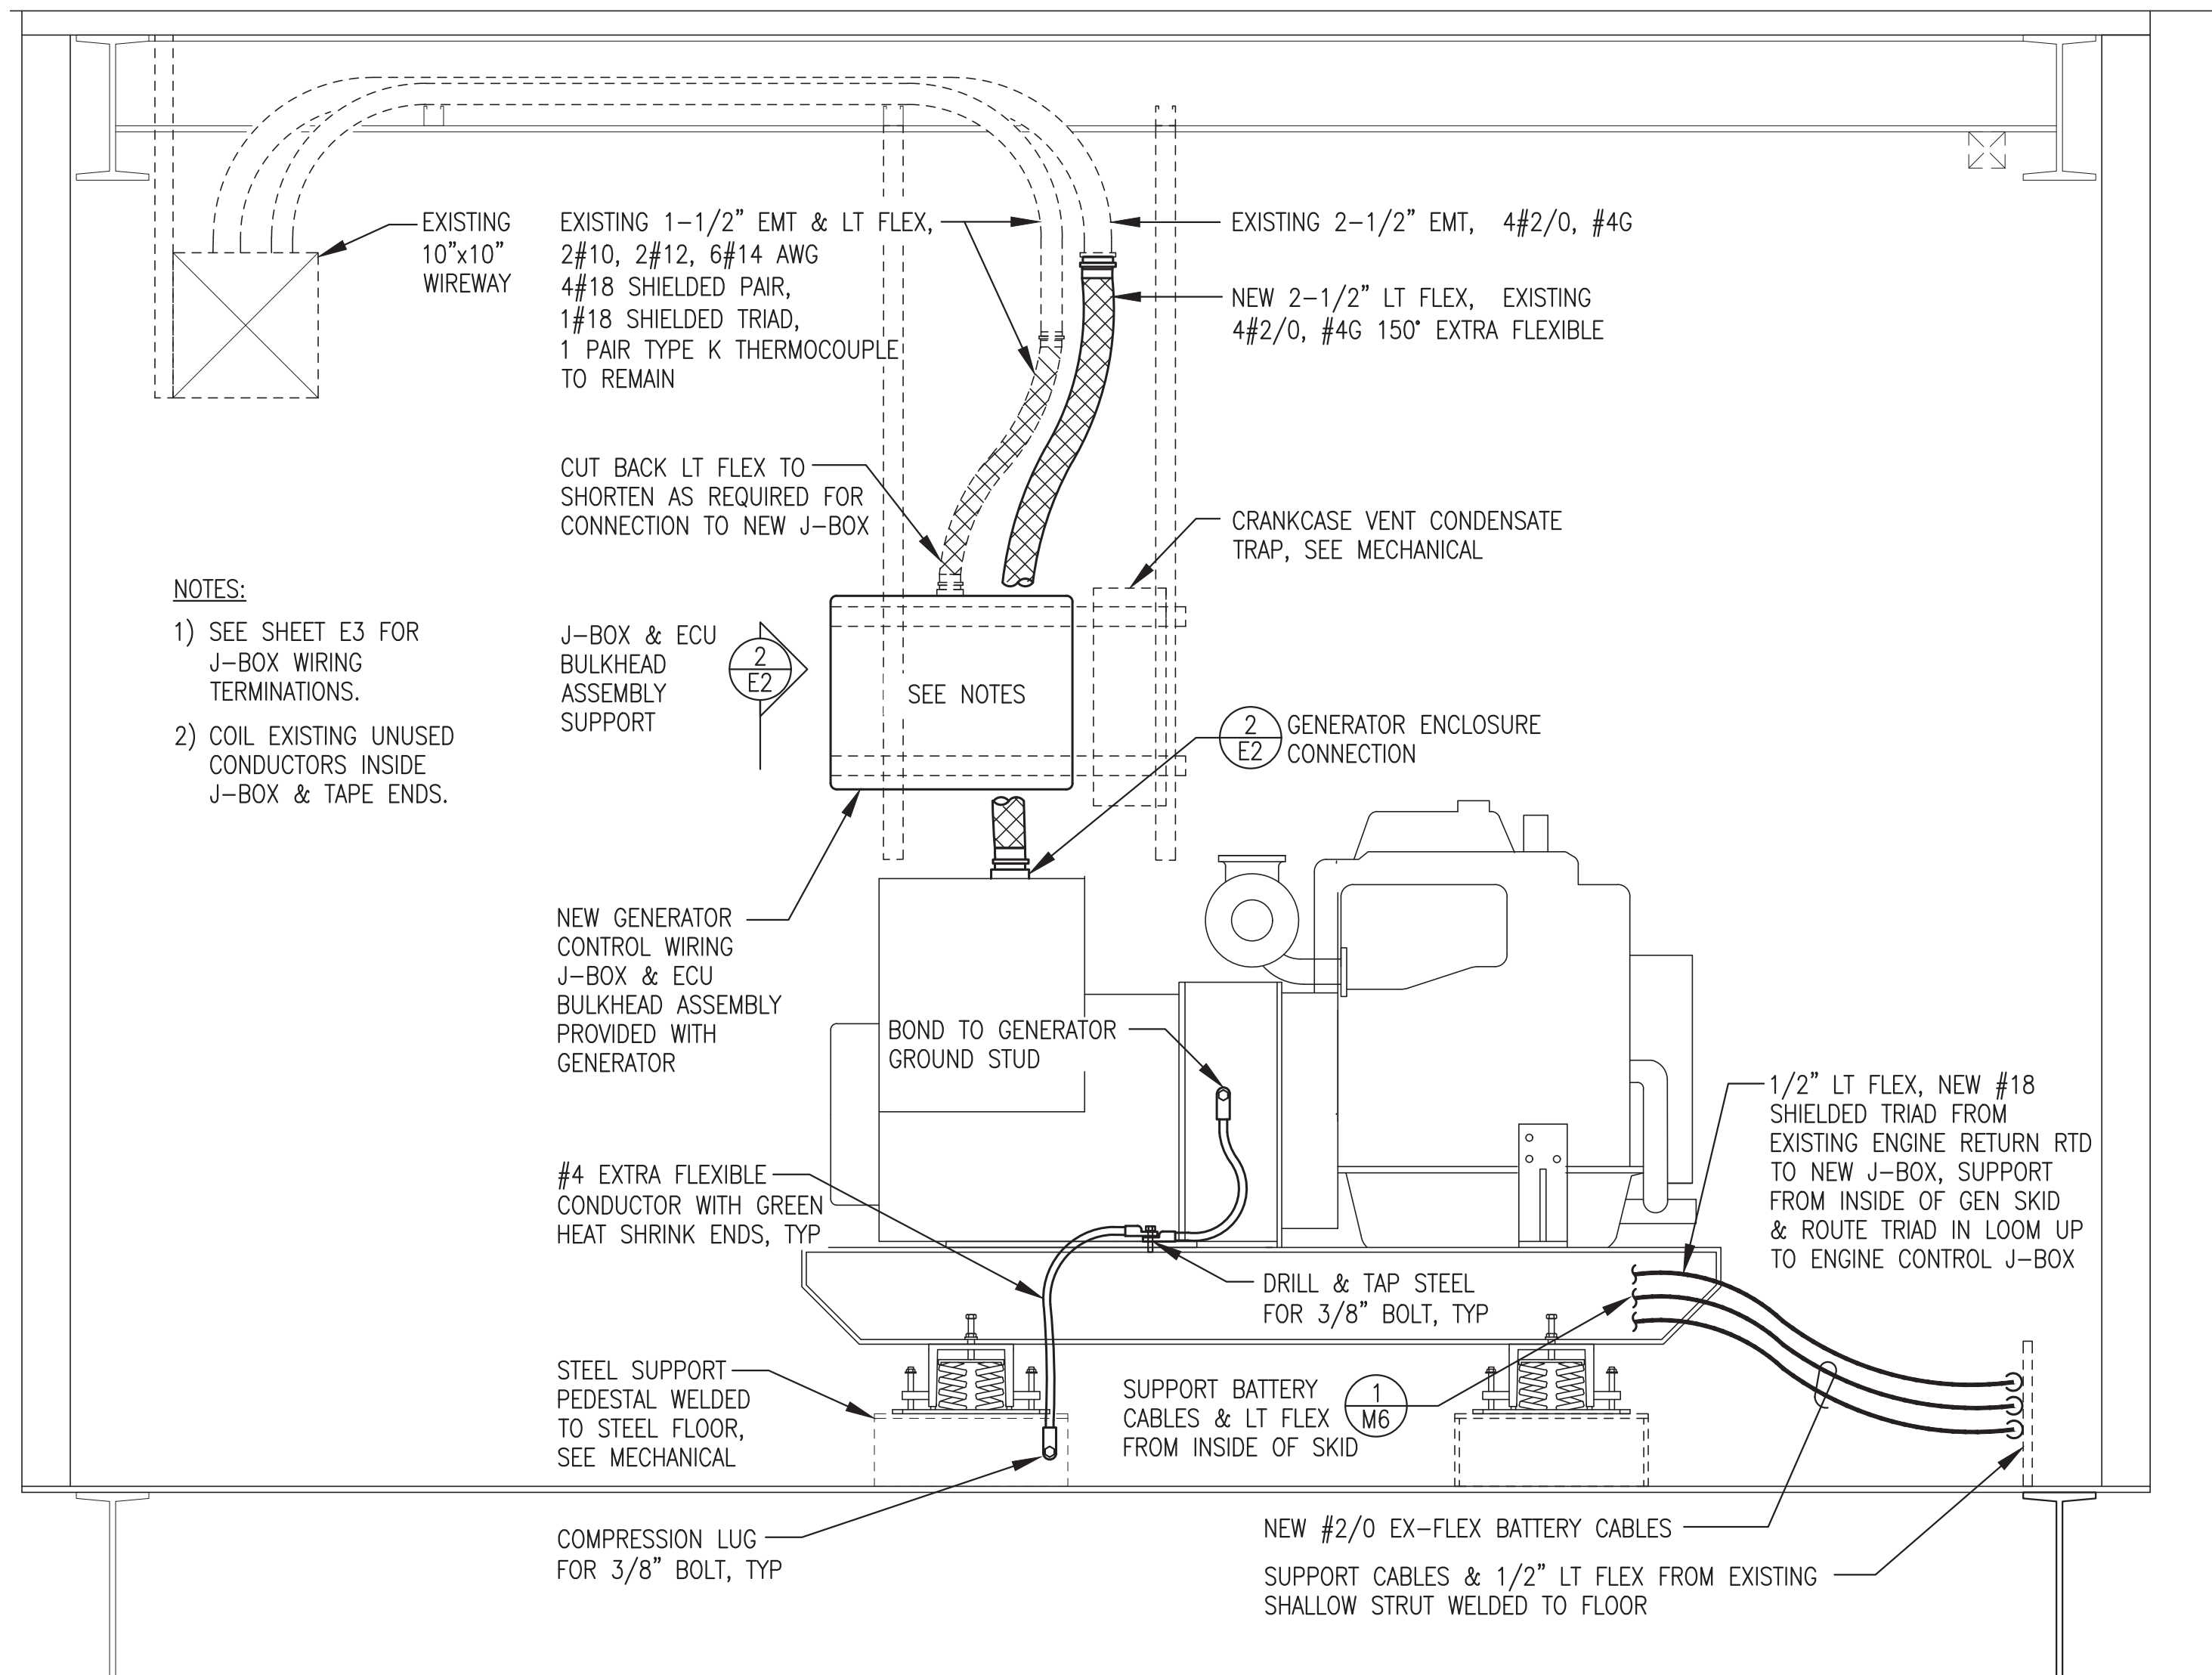 EXISTING
10"x10"
WIREWAY
EXISTING 1-1/2" EMT & LT FLEX,
2#10, 2#12, 6#14 AWG
4#18 SHIELDED PAIR,
1#18 SHIELDED TRIAD,
1 PAIR TYPE K THERMOCOUPLE
TO REMAIN
EXISTING 2-1/2" EMT, 4#2/0, #4G
NEW 2-1/2" LT FLEX, EXISTING
4#2/0, #4G 150° EXTRA FLEXIBLE
CUT BACK LT FLEX TO
SHORTEN AS REQUIRED FOR
CONNECTION TO NEW J-BOX
CRANKCASE VENT CONDENSATE
TRAP, SEE MECHANICAL
NOTES:
1) SEE SHEET E3 FOR
J-BOX WIRING
TERMINATIONS.
2) COIL EXISTING UNUSED
CONDUCTORS INSIDE
J-BOX & TAPE ENDS.
J-BOX & ECU
BULKHEAD
ASSEMBLY
SUPPORT
2
E2
SEE NOTES
2
E2
GENERATOR ENCLOSURE
CONNECTION
NEW GENERATOR
CONTROL WIRING
J-BOX & ECU
BULKHEAD ASSEMBLY
PROVIDED WITH
GENERATOR
BOND TO GENERATOR
GROUND STUD
1/2" LT FLEX, NEW #18
SHIELDED TRIAD FROM
EXISTING ENGINE RETURN RTD
TO NEW J-BOX, SUPPORT
FROM INSIDE OF GEN SKID
& ROUTE TRIAD IN LOOM UP
TO ENGINE CONTROL J-BOX
#4 EXTRA FLEXIBLE
CONDUCTOR WITH GREEN
HEAT SHRINK ENDS, TYP
DRILL & TAP STEEL
FOR 3/8" BOLT, TYP
STEEL SUPPORT
PEDESTAL WELDED
TO STEEL FLOOR,
SEE MECHANICAL
SUPPORT BATTERY
CABLES & LT FLEX
FROM INSIDE OF SKID
1
M6
COMPRESSION LUG
FOR 3/8" BOLT, TYP
NEW #2/0 EX-FLEX BATTERY CABLES
SUPPORT CABLES & 1/2" LT FLEX FROM EXISTING
SHALLOW STRUT WELDED TO FLOOR